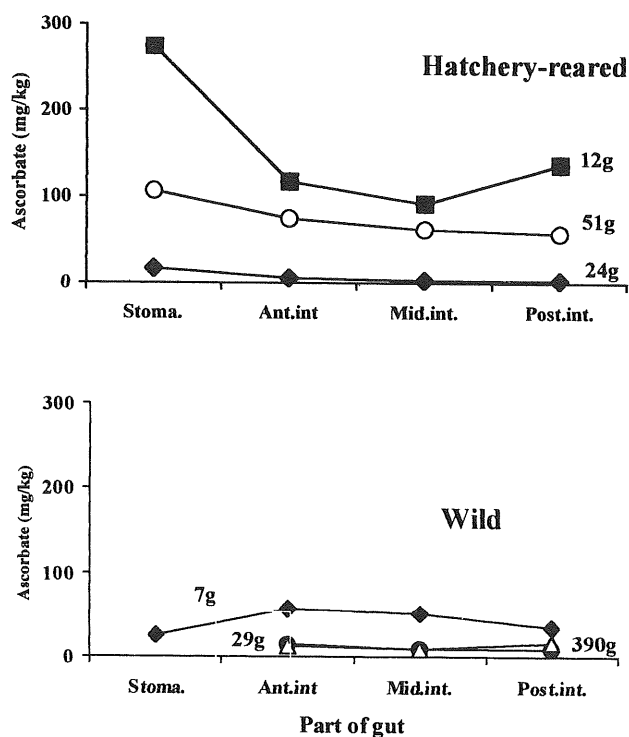 300
200
100
0
Ascorbate (mg/kg)
Hatchery-reared
12g
51g
24g
Stoma.
Ant.int
Mid.int.
Post.int.
300
200
100
0
Ascorbate (mg/kg)
Wild
7g
29g
390g
Stoma.
Ant.int
Mid.int.
Post.int.
Part of gut